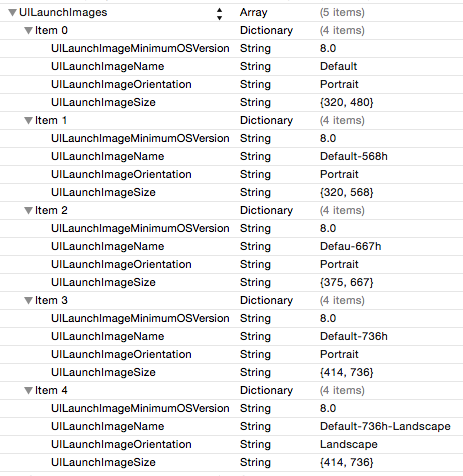 UILaunchImages Array (5 items)
Item 0 Dictionary (4 items)
UILaunchImageMinimumOSVersion String 8.0
UILaunchImageName String Default
UILaunchImageOrientation String Portrait
UILaunchImageSize String {320, 480}
Item 1 Dictionary (4 items)
UILaunchImageMinimumOSVersion String 8.0
UILaunchImageName String Default-568h
UILaunchImageOrientation String Portrait
UILaunchImageSize String {320, 568}
Item 2 Dictionary (4 items)
UILaunchImageMinimumOSVersion String 8.0
UILaunchImageName String Defau-667h
UILaunchImageOrientation String Portrait
UILaunchImageSize String {375, 667}
Item 3 Dictionary (4 items)
UILaunchImageMinimumOSVersion String 8.0
UILaunchImageName String Default-736h
UILaunchImageOrientation String Portrait
UILaunchImageSize String {414, 736}
Item 4 Dictionary (4 items)
UILaunchImageMinimumOSVersion String 8.0
UILaunchImageName String Default-736h-Landscape
UILaunchImageOrientation String Landscape
UILaunchImageSize String {414, 736}